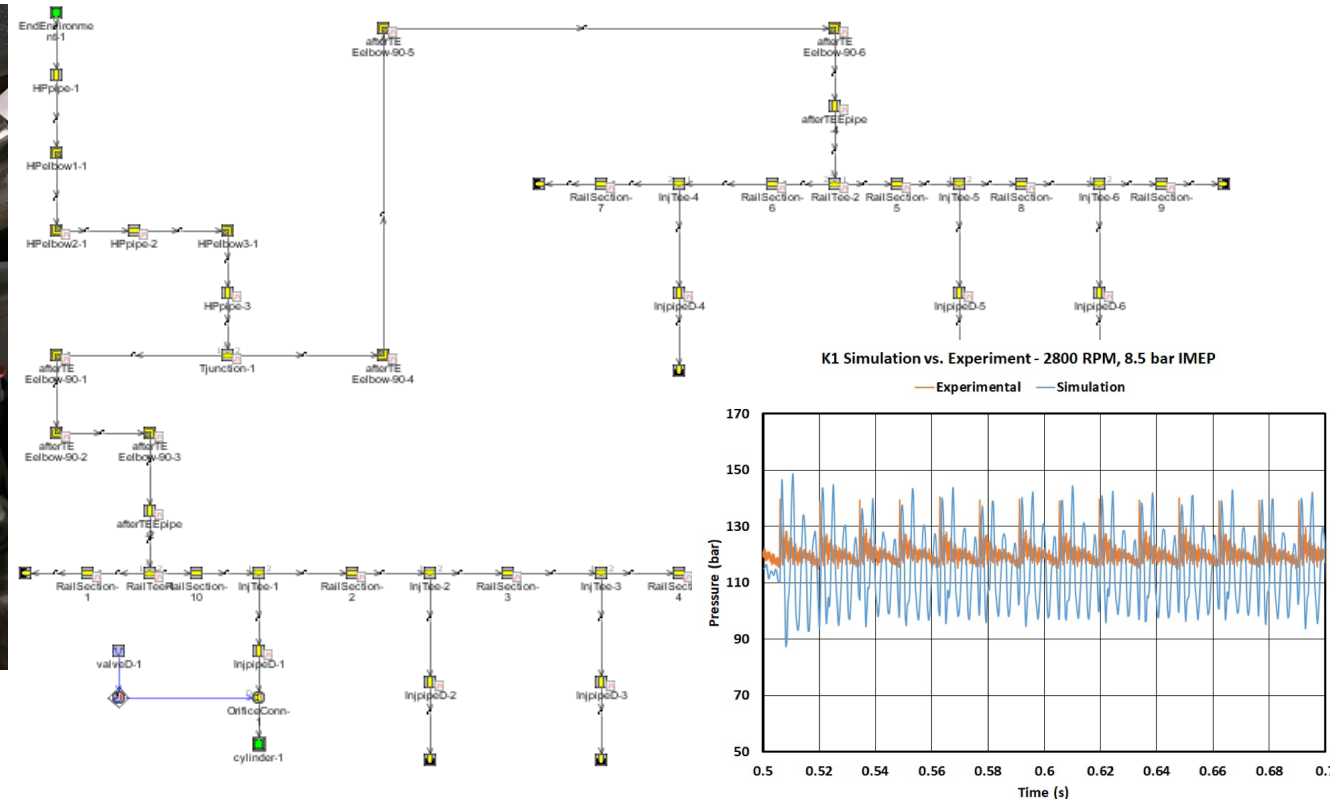 EndEnvironme
nt-1
HPpipe-1
HPelbow1-1
HPelbow2-1
HPpipe-2
HPelbow3-1
HPpipe-3
Tjunction-1
afterTE
Eelbow-90-1
afterTE
Eelbow-90-4
afterTE
Eelbow-90-5
afterTE
Eelbow-90-6
afterTEEpipe
-4
RailSection-
7
InjTee-4
RailSection-
6
RailTee-2
RailSection-
5
InjTee-5
RailSection-
8
InjTee-6
RailSection-
9
InjpipeD-4
InjpipeD-5
InjpipeD-6
afterTE
Eelbow-90-2
afterTE
Eelbow-90-3
afterTEEpipe
RailSection-
1
RailSection-
10
InjTee-1
RailSection-
2
InjTee-2
RailSection-
3
InjTee-3
RailSect
4
valveD-1
InjpipeD-1
OrificeConn-
cylinder-1
InjpipeD-2
InjpipeD-3
K1 Simulation vs. Experiment - 2800 RPM, 8.5 bar IMEP
Experimental
Simulation
Pressure (bar)
170
150
130
110
90
70
50
0.5 0.52 0.54 0.56 0.58 0.6 0.62 0.64 0.66 0.68 0.7
Time (s)